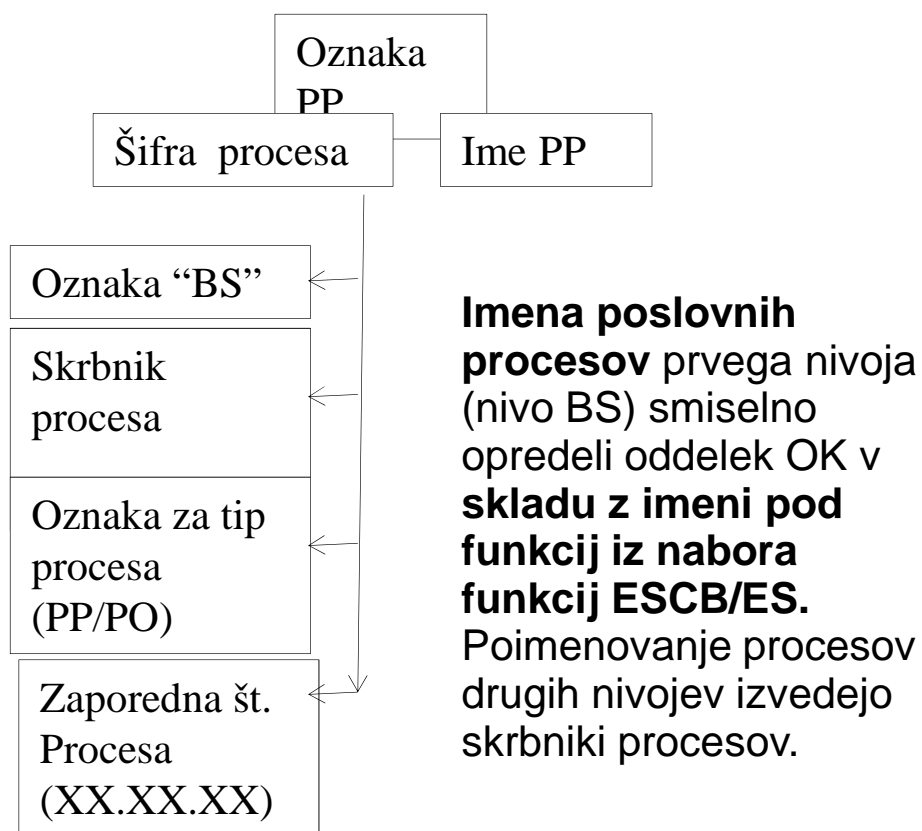 Oznaka
PP
Šifra procesa
Ime PP
Oznaka “BS”
Skrbnik
procesa
Oznaka za tip
procesa
(PP/PO)
Zaporedna št.
Procesa
(XX.XX.XX)
Imena poslovnih
procesov prvega nivoja
(nivo BS) smiselno
opredeli oddelek OK v
skladu z imeni pod
funkcij iz nabora
funkcij ESCB/ES.
Poimenovanje procesov
drugih nivojev izvedejo
skrbniki procesov.